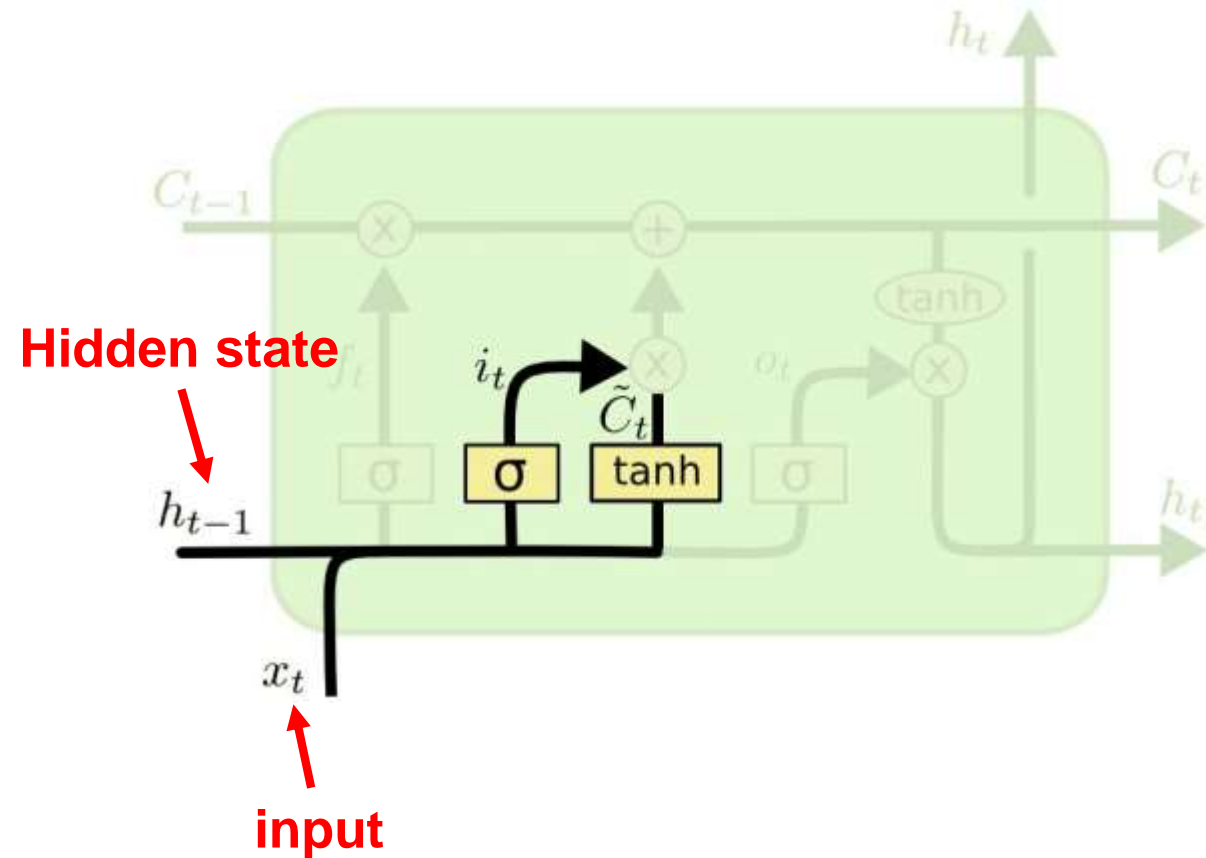 h_t
C_{t-1}
C_t
×
+
tanh
Hidden state
f_t
i_t
×
o_t
×
C̃_t
σ
σ
tanh
σ
h_{t-1}
h_t
x_t
input